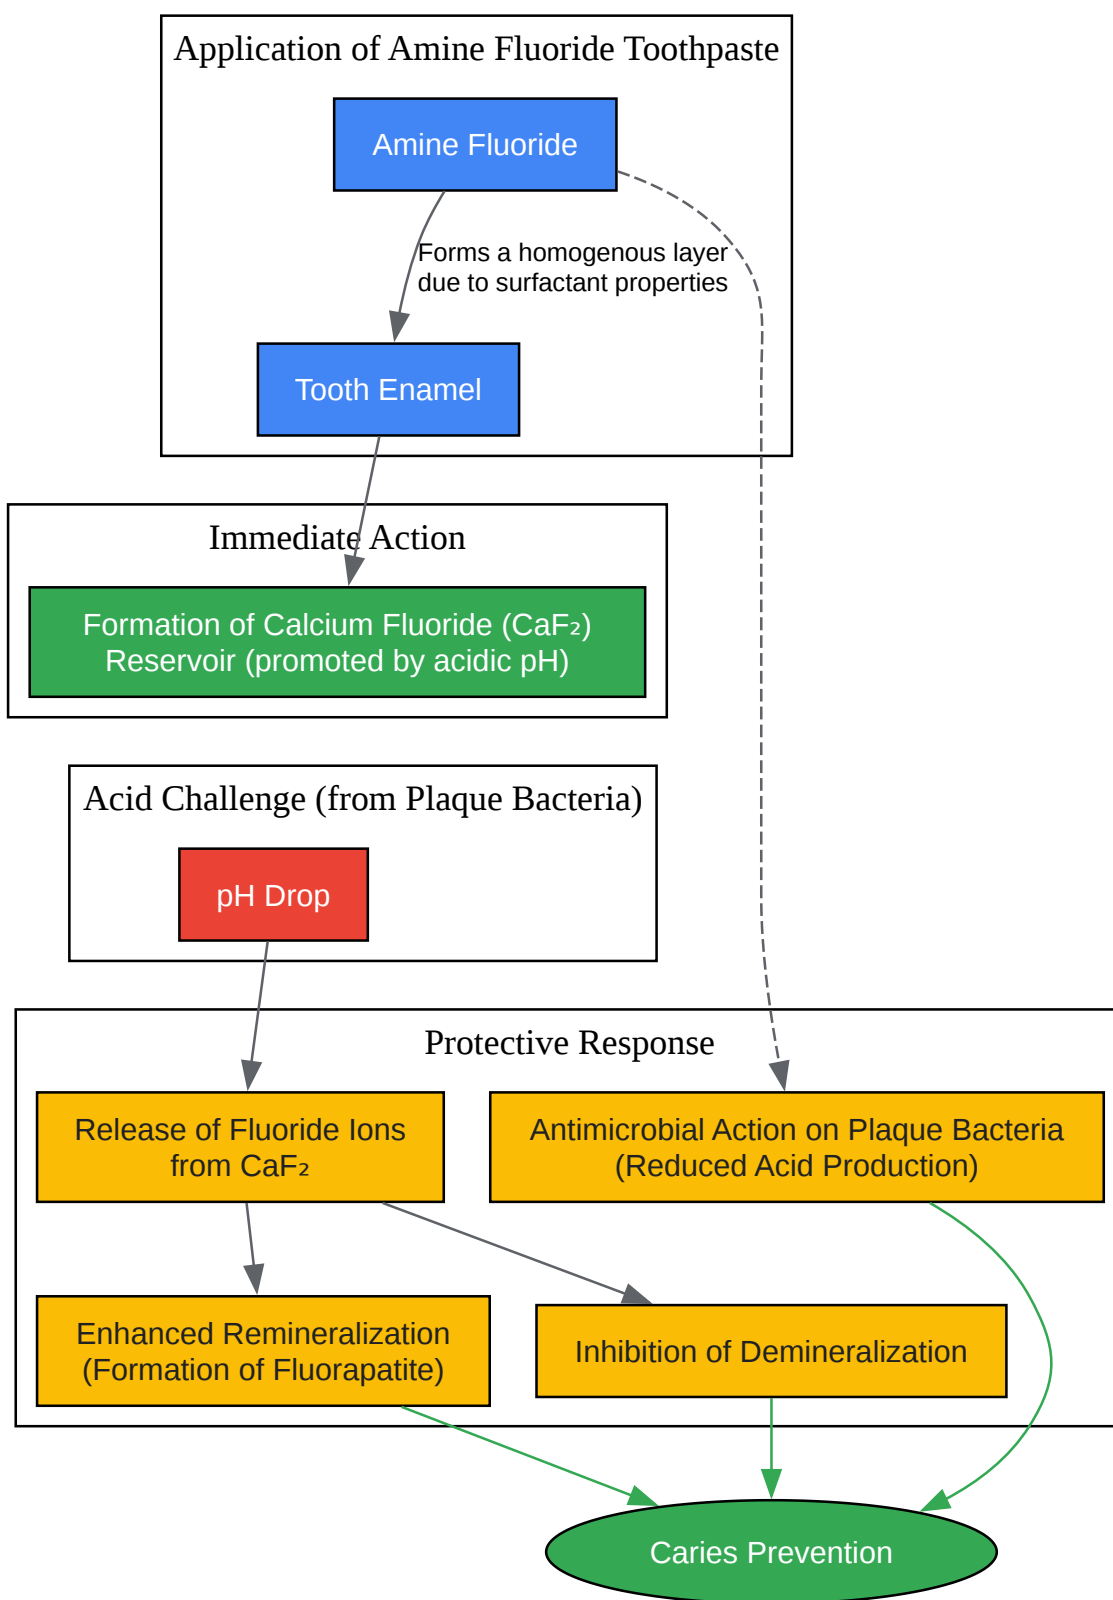 Application of Amine Fluoride Toothpaste
Amine Fluoride
Forms a homogenous layer
due to surfactant properties
Tooth Enamel
Immediate Action
Formation of Calcium Fluoride (CaF₂)
Reservoir (promoted by acidic pH)
Acid Challenge (from Plaque Bacteria)
pH Drop
Protective Response
Release of Fluoride Ions
from CaF₂
Antimicrobial Action on Plaque Bacteria
(Reduced Acid Production)
Enhanced Remineralization
(Formation of Fluorapatite)
Inhibition of Demineralization
Caries Prevention